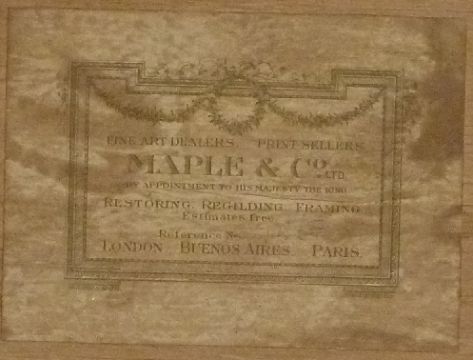 FINE ART DEALERS, PRINT SELLERS
MAPLE & Co. LTD.
BY APPOINTMENT TO HIS MAJESTY THE KING
RESTORING, REGILDING, FRAMING
Estimates free.
Reference No.
LONDON BUENOS AIRES PARIS.